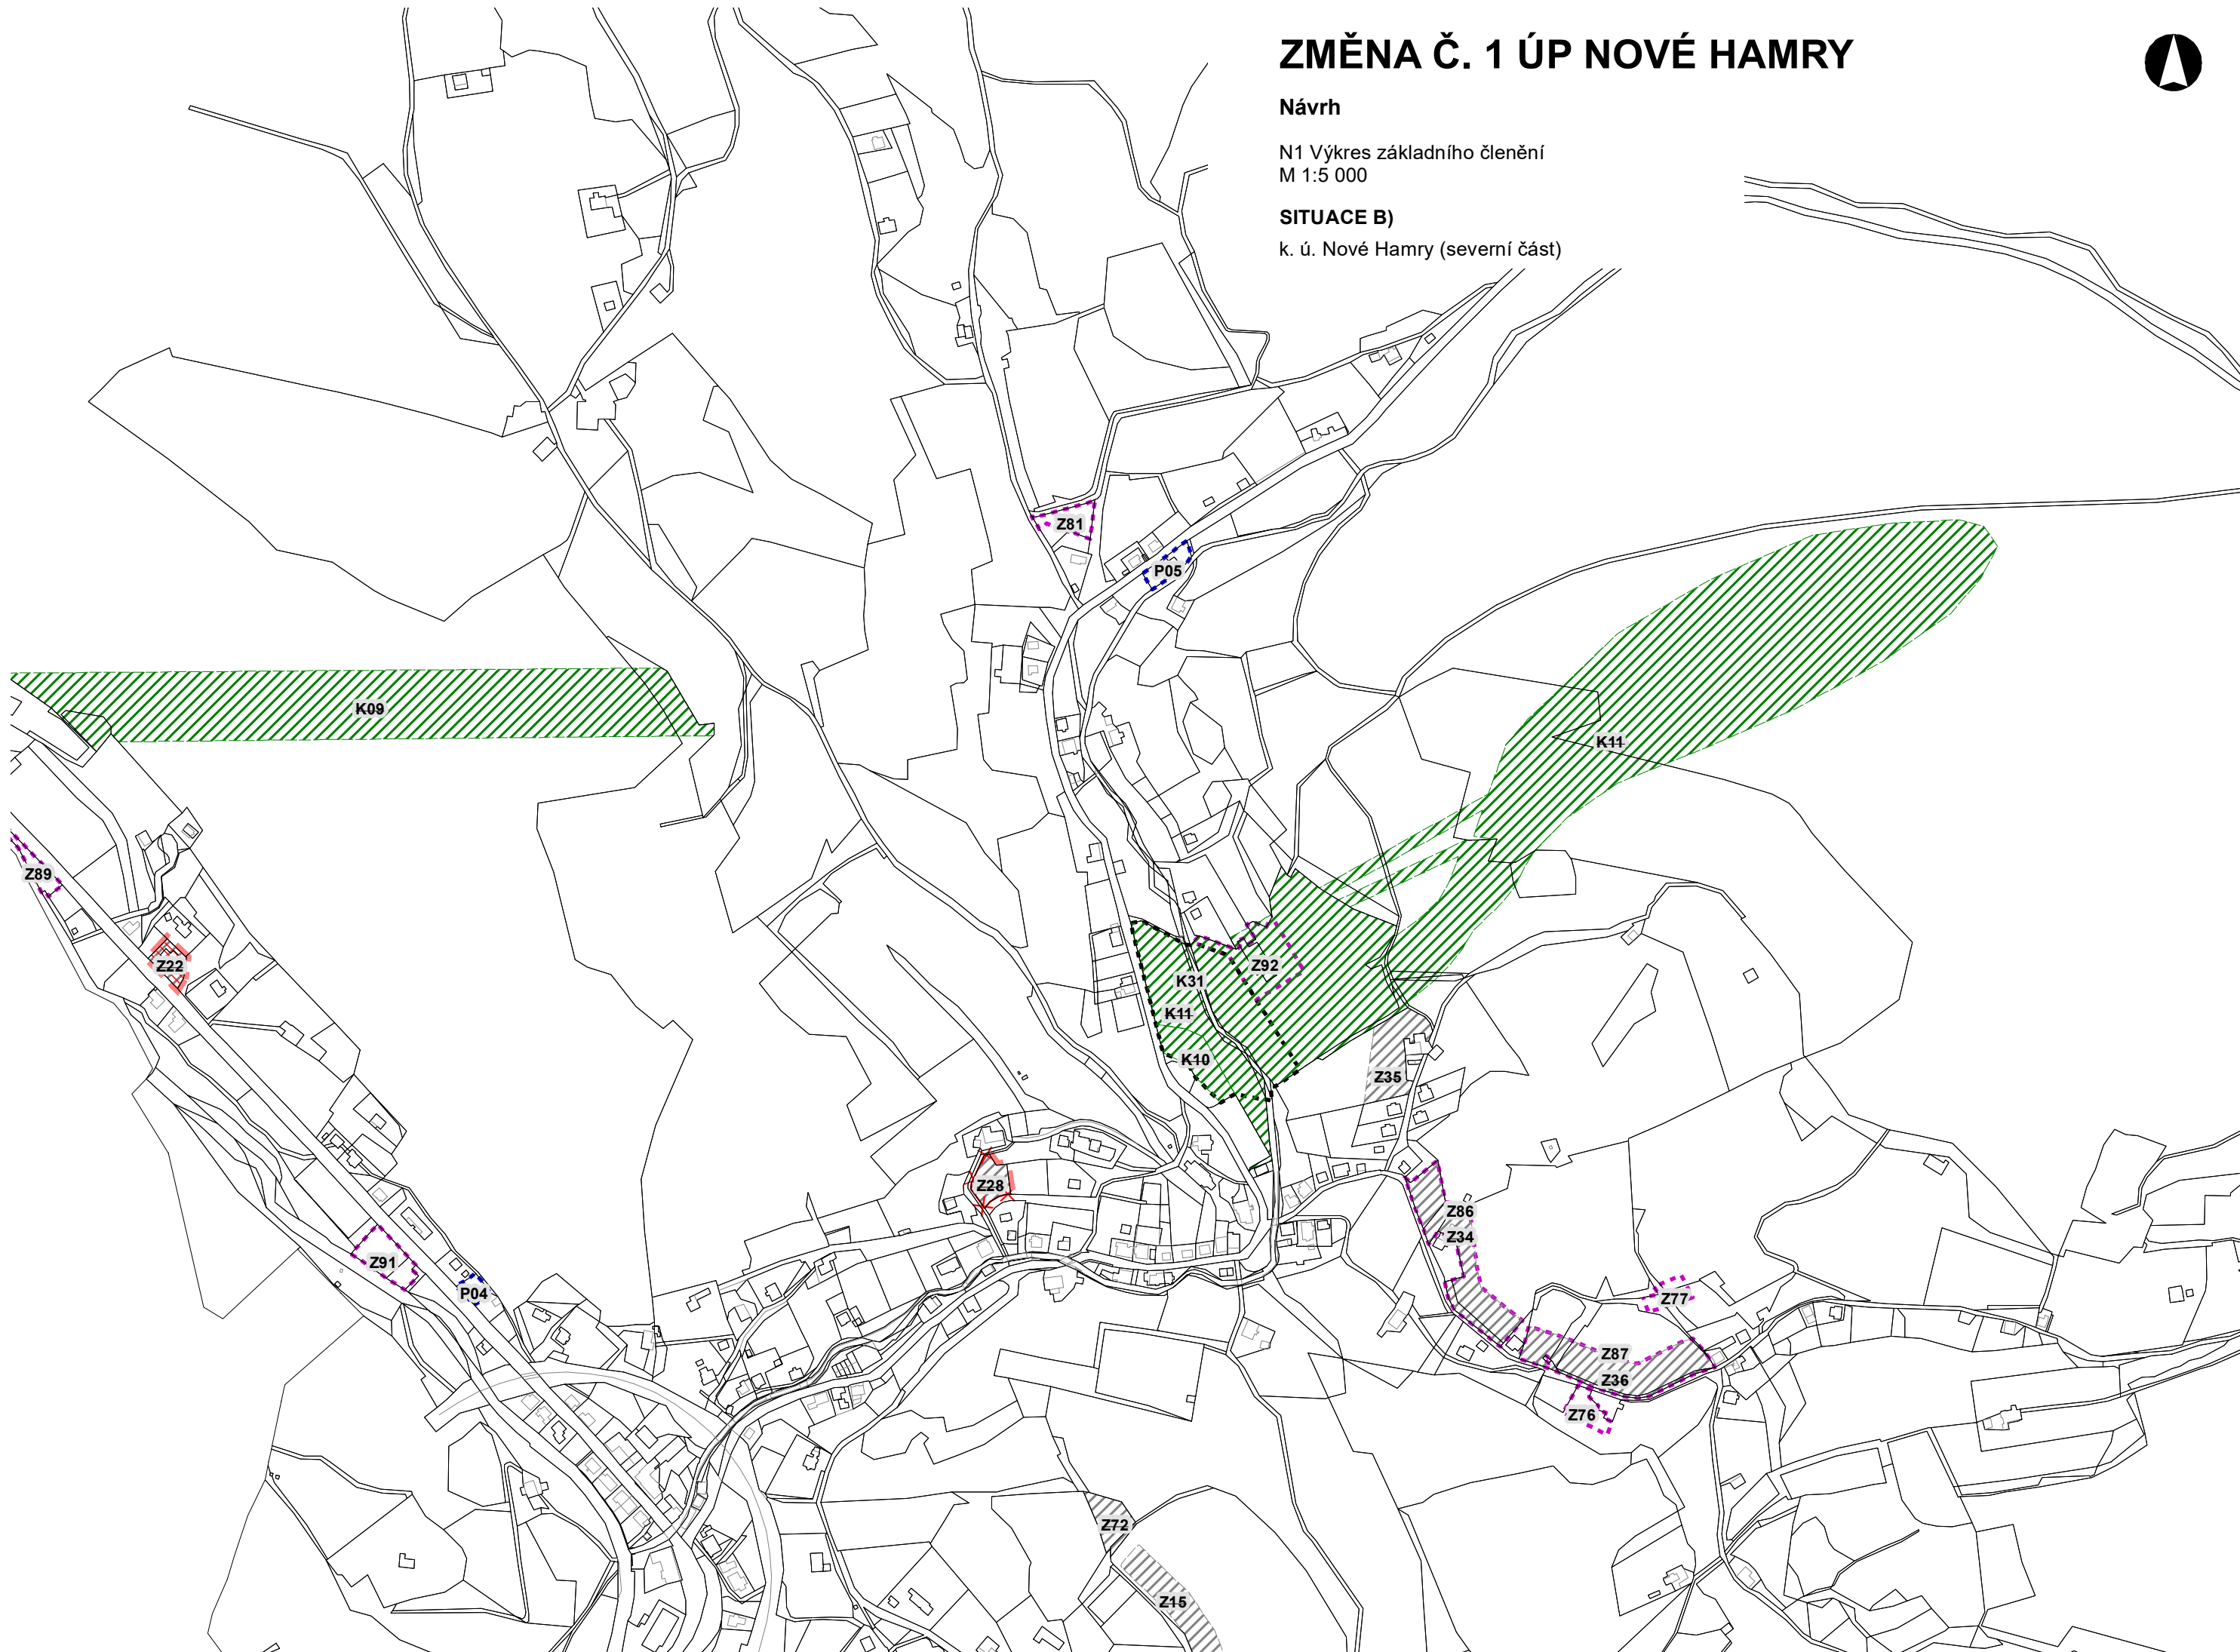 ZMĚNA Č. 1 ÚP NOVÉ HAMRY
Návrh
N1 Výkres základního členění
M 1:5 000
SITUACE B)
k. ú. Nové Hamry (severní část)
Z81
P05
K09
K11
Z89
Z22
Z92
K31
K11
K10
Z35
Z28
Z86
Z34
Z91
P04
Z77
Z87
Z36
Z76
Z72
Z15